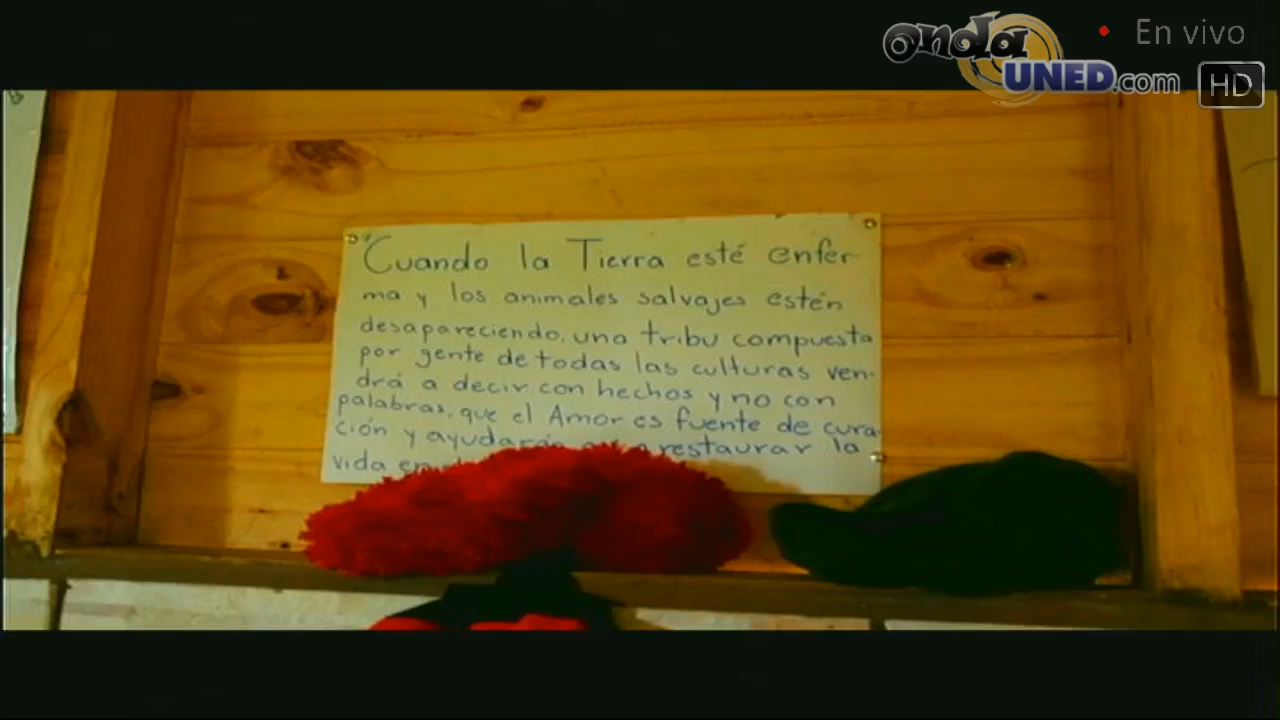 onda
UNED.com
En vivo
HD
"Cuando la Tierra esté enfer-
ma y los animales salvajes estén
desapareciendo, una tribu compuesta
por gente de todas las culturas ven-
drá a decir con hechos y no con
palabras, que el Amor es fuente de cura-
ción y a restaurar la
vida